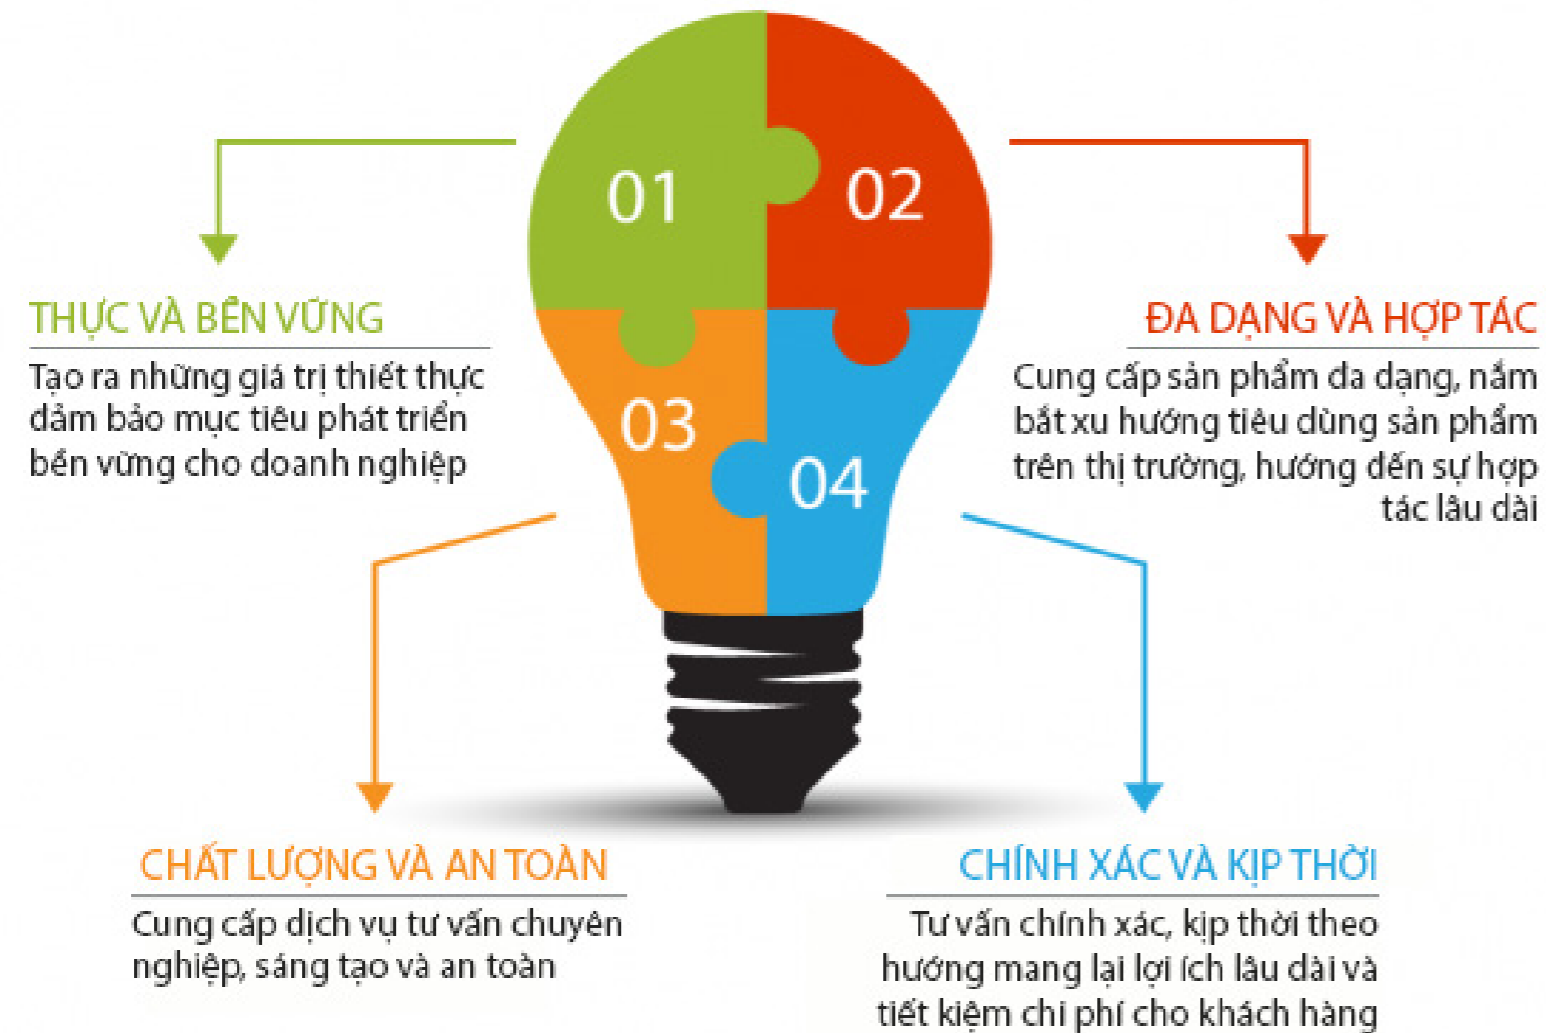 01
02
THỰC VÀ BỀN VỮNG
Tạo ra những giá trị thiết thực
đảm bảo mục tiêu phát triển
bền vững cho doanh nghiệp
ĐA DẠNG VÀ HỢP TÁC
Cung cấp sản phẩm đa dạng, nắm
bắt xu hướng tiêu dùng sản phẩm
trên thị trường, hướng đến sự hợp
tác lâu dài
03
04
CHẤT LƯỢNG VÀ AN TOÀN
Cung cấp dịch vụ tư vấn chuyên
nghiệp, sáng tạo và an toàn
CHÍNH XÁC VÀ KỊP THỜI
Tư vấn chính xác, kịp thời theo
hướng mang lại lợi ích lâu dài và
tiết kiệm chi phí cho khách hàng